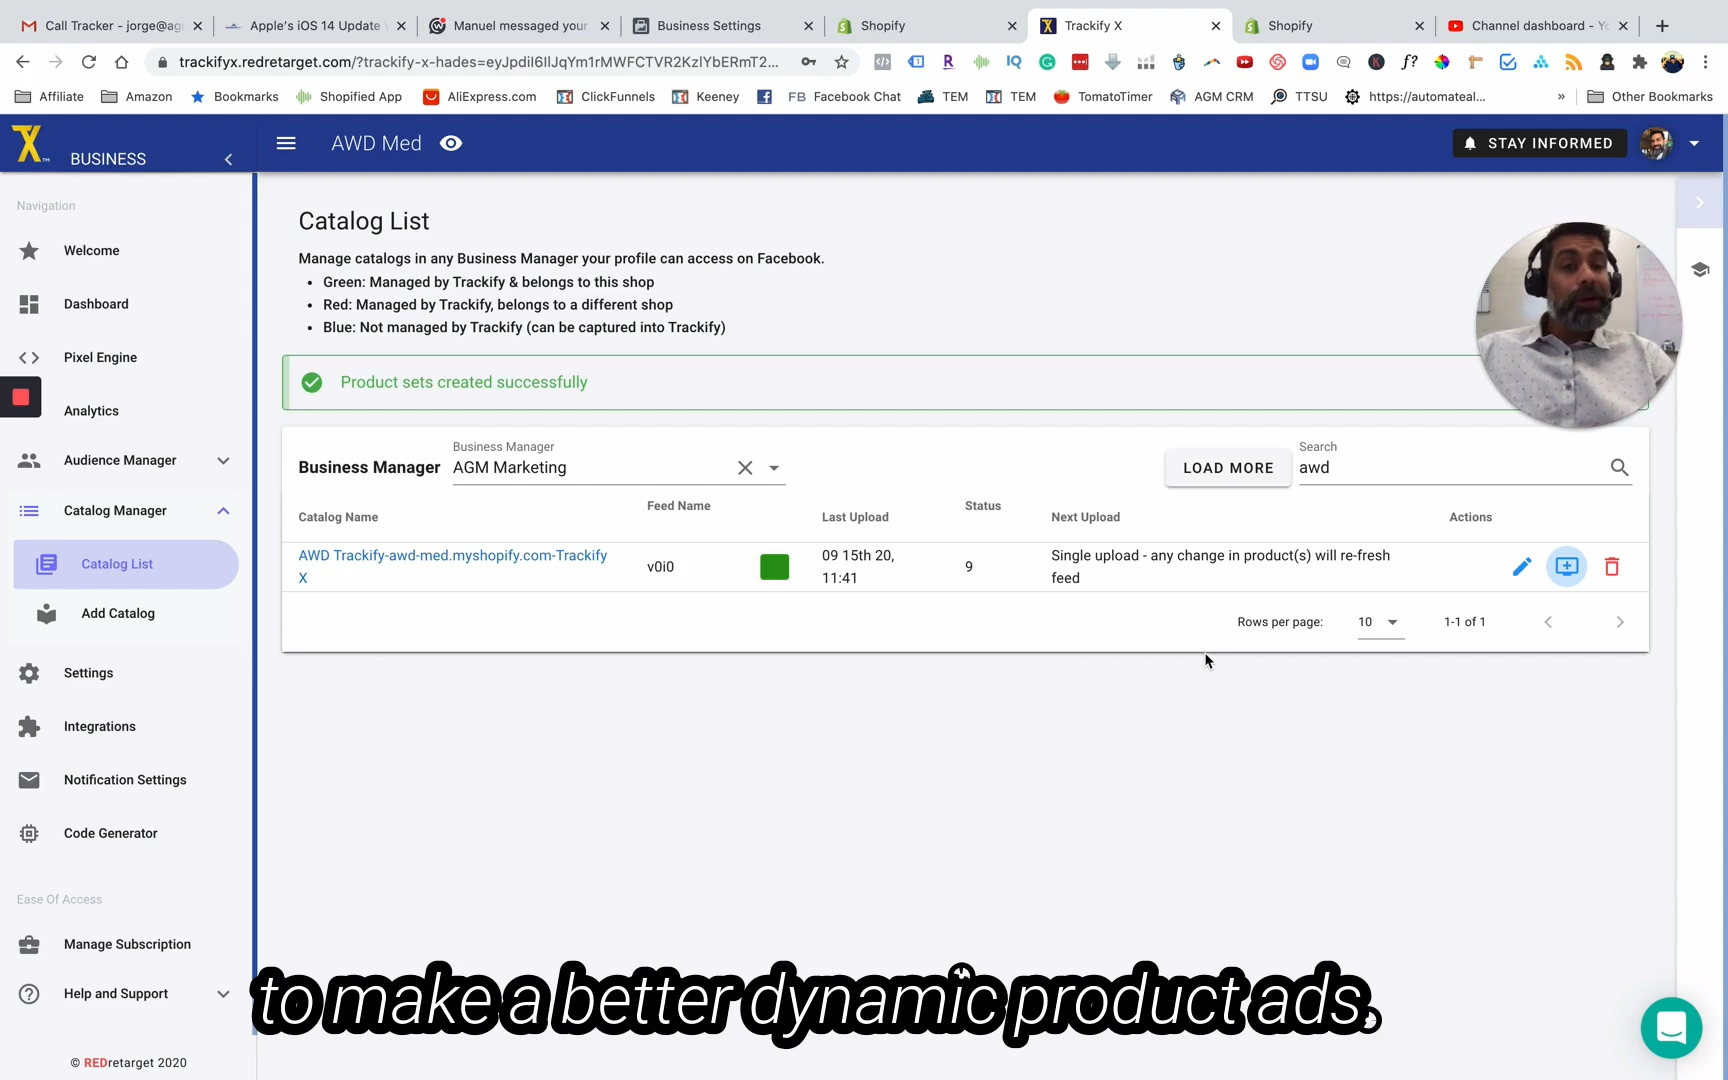 Call Tracker - jorge@ag
Apple's iOS 14 Update
Manuel messaged your
Business Settings
Shopify
Trackify X
Shopify
Channel dashboard - Yo
trackifyx.redretarget.com/?trackify-x-hades=eyJpdiI6IlJqYm1rMWFCTVR2KzlYbERmT2...
Affiliate
Amazon
Bookmarks
Shopified App
AliExpress.com
ClickFunnels
Keeney
FB Facebook Chat
TEM
TEM
TomatoTimer
AGM CRM
TTSU
https://automateal...
»
Other Bookmarks
X™ BUSINESS
AWD Med
STAY INFORMED
Navigation
Welcome
Dashboard
Pixel Engine
Analytics
Audience Manager
Catalog Manager
Catalog List
Add Catalog
Settings
Integrations
Notification Settings
Code Generator
Ease Of Access
Manage Subscription
Help and Support
© REDretarget 2020
Catalog List
Manage catalogs in any Business Manager your profile can access on Facebook.
• Green: Managed by Trackify & belongs to this shop
• Red: Managed by Trackify, belongs to a different shop
• Blue: Not managed by Trackify (can be captured into Trackify)
Product sets created successfully
Business Manager
Business Manager
AGM Marketing
LOAD MORE
Search
awd
Catalog Name
Feed Name
Last Upload
Status
Next Upload
Actions
AWD Trackify-awd-med.myshopify.com-Trackify
X
v0i0
09 15th 20,
11:41
9
Single upload - any change in product(s) will re-fresh
feed
Rows per page:
10
1-1 of 1
to make a better dynamic product ads.